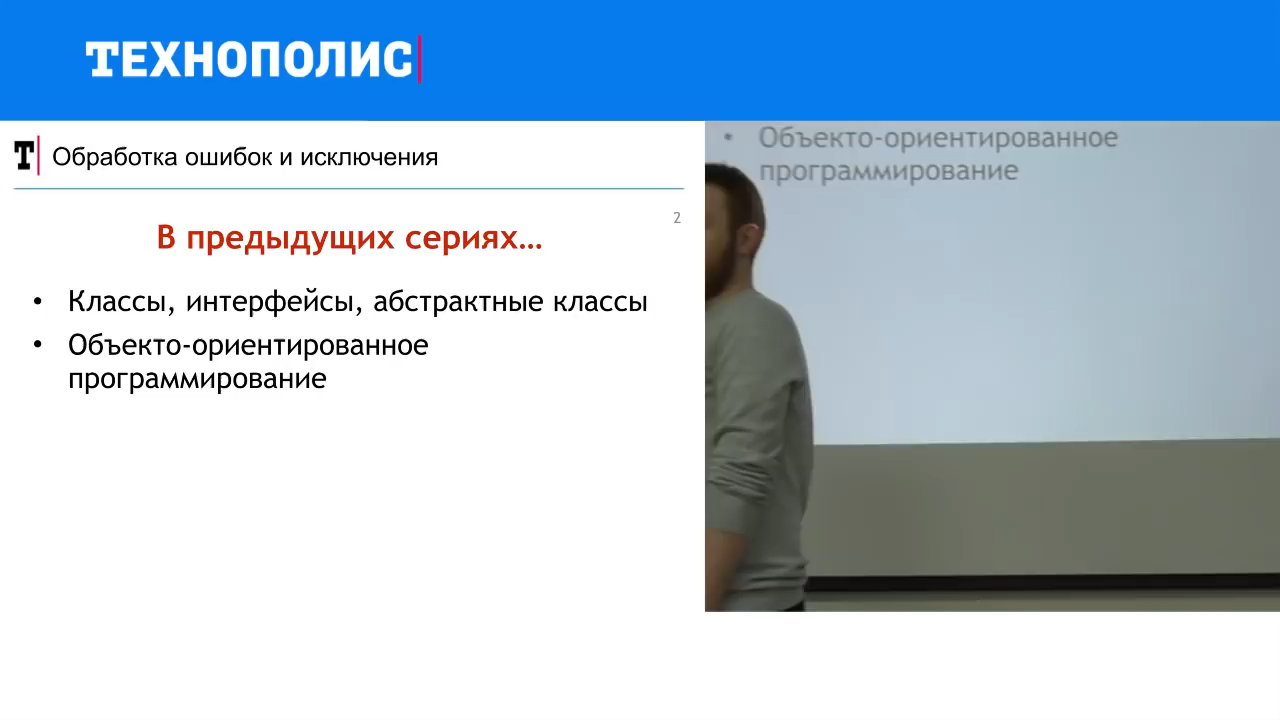 ТЕХНОПОЛИС
Т Обработка ошибок и исключения
2
В предыдущих сериях…
• Классы, интерфейсы, абстрактные классы
• Объекто-ориентированное
программирование
• Объекто-ориентированное
программирование